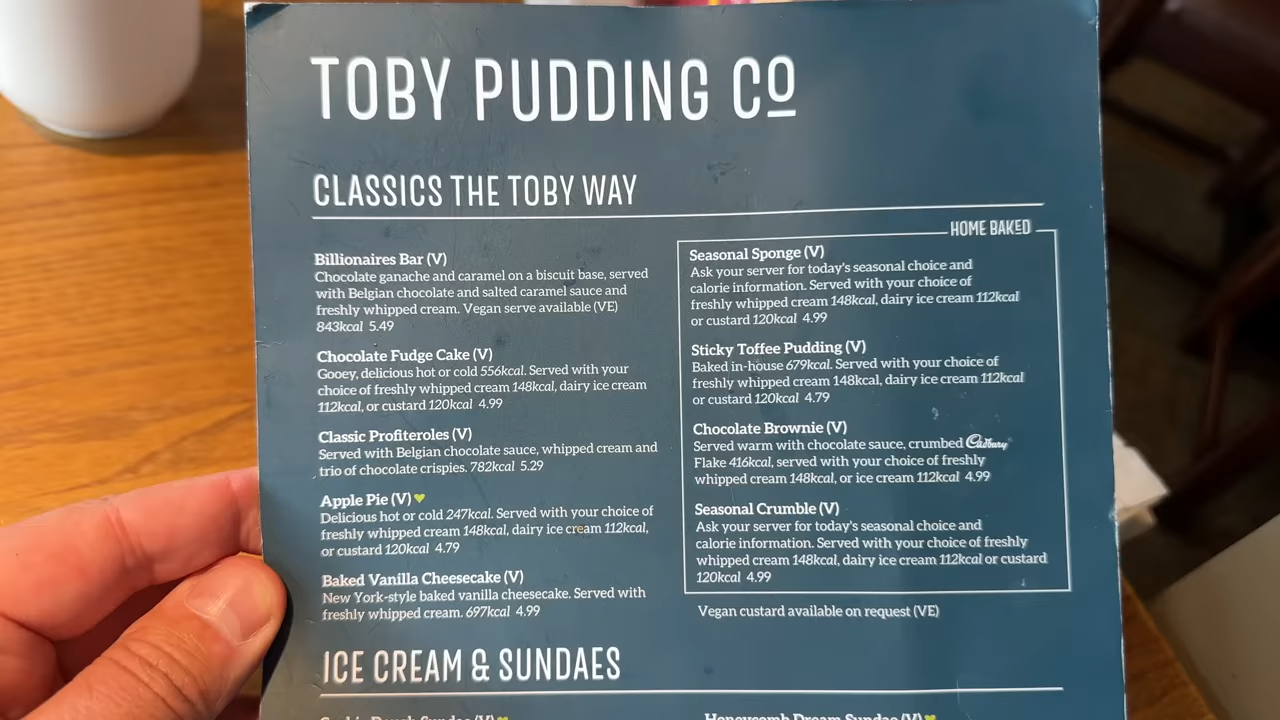 TOBY PUDDING CO
CLASSICS THE TOBY WAY
Billionaires Bar (V)
Chocolate ganache and caramel on a biscuit base, served
with Belgian chocolate and salted caramel sauce and
freshly whipped cream. Vegan serve available (VE)
843kcal 5.49
Chocolate Fudge Cake (V)
Gooey, delicious hot or cold 556kcal. Served with your
choice of freshly whipped cream 148kcal, dairy ice cream
112kcal, or custard 120kcal 4.99
Classic Profiteroles (V)
Served with Belgian chocolate sauce, whipped cream and
trio of chocolate crispies. 782kcal 5.29
Apple Pie (V)
Delicious hot or cold 247kcal. Served with your choice of
freshly whipped cream 148kcal, dairy ice cream 112kcal,
or custard 120kcal 4.79
Baked Vanilla Cheesecake (V)
New York-style baked vanilla cheesecake. Served with
freshly whipped cream. 697kcal 4.99
HOME BAKED
Seasonal Sponge (V)
Ask your server for today's seasonal choice and
calorie information. Served with your choice of
freshly whipped cream 148kcal, dairy ice cream 112kcal
or custard 120kcal 4.99
Sticky Toffee Pudding (V)
Baked in-house 679kcal. Served with your choice of
freshly whipped cream 148kcal, dairy ice cream 112kcal
or custard 120kcal 4.79
Chocolate Brownie (V)
Served warm with chocolate sauce, crumbed Cadbury
Flake 416kcal, served with your choice of freshly
whipped cream 148kcal, or ice cream 112kcal 4.99
Seasonal Crumble (V)
Ask your server for today's seasonal choice and
calorie information. Served with your choice of freshly
whipped cream 148kcal, dairy ice cream 112kcal or custard
120kcal 4.99
Vegan custard available on request (VE)
ICE CREAM & SUNDAES
Cookie Dough Sundae (V)
Honeycomb Dream Sundae (V)